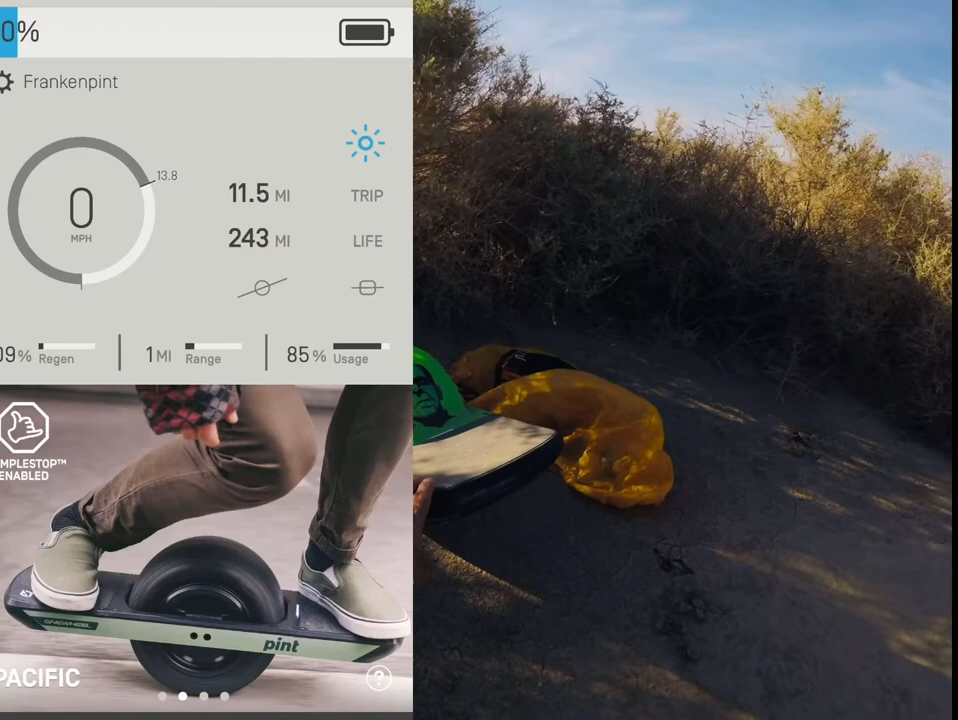 0%
Frankenpint
13.8
0
MPH
11.5 MI TRIP
243 MI LIFE
09% Regen
1 MI Range
85% Usage
MPLESTOP™
ENABLED
ONEWHEEL
pint
PACIFIC
?